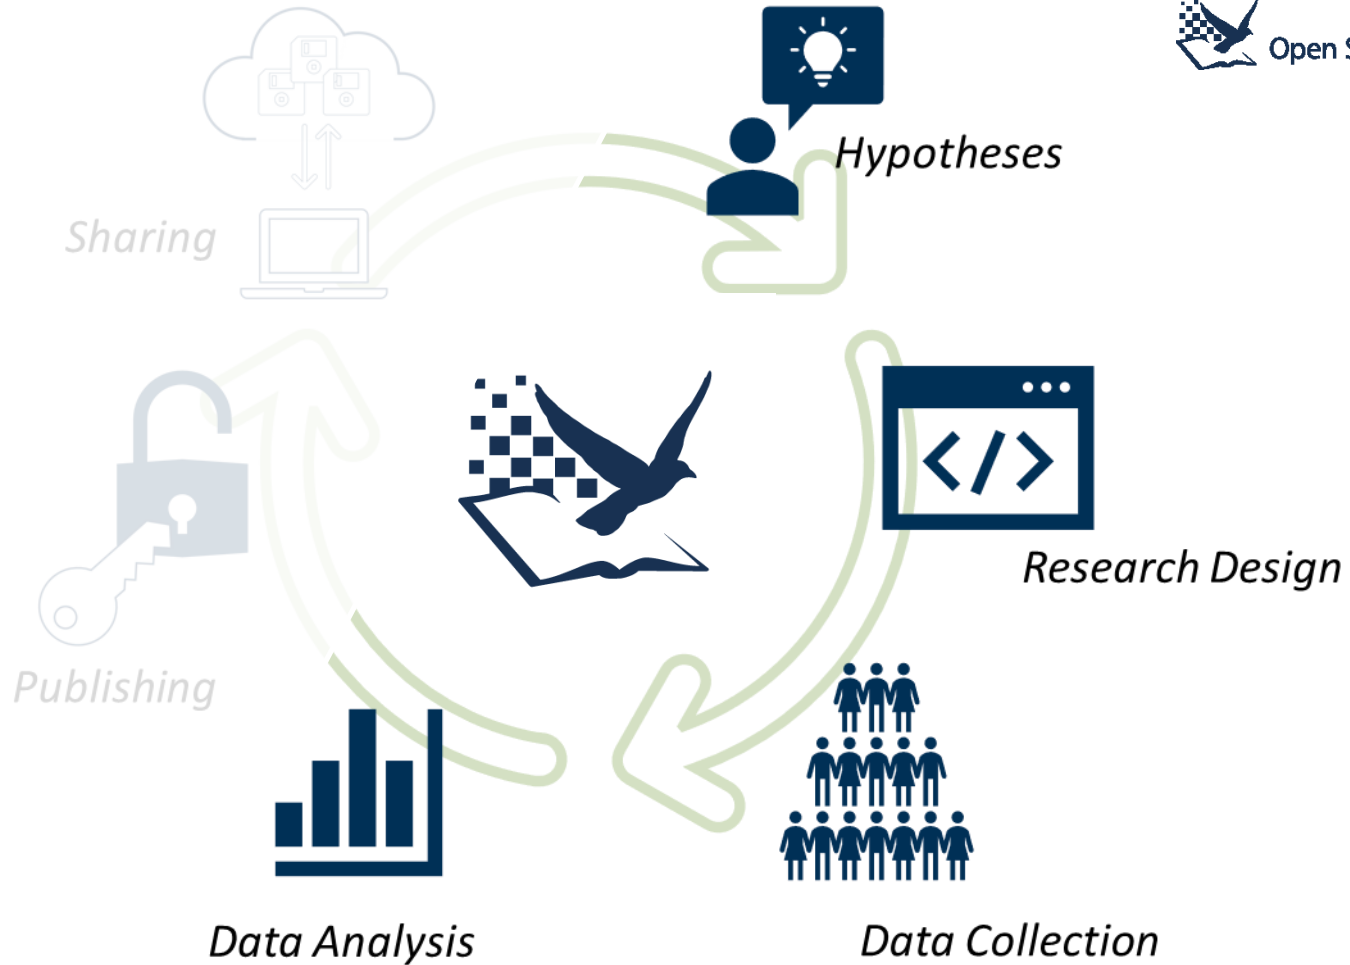 Open
Hypotheses
Sharing
</>
Research Design
Publishing
Data Analysis
Data Collection